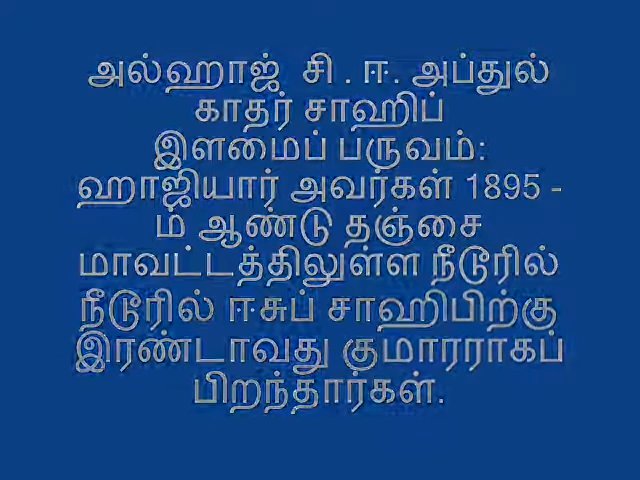 அல்ஹாஜ் சி . ஈ. அப்துல்
காதர் சாஹிப்
இளமைப் பருவம்:
ஹாஜியார் அவர்கள் 1895 -
ம் ஆண்டு தஞ்சை
மாவட்டத்திலுள்ள நீடூரில்
நீடூரில் ஈசுப் சாஹிபிற்கு
இரண்டாவது குமாரராகப்
பிறந்தார்கள்.